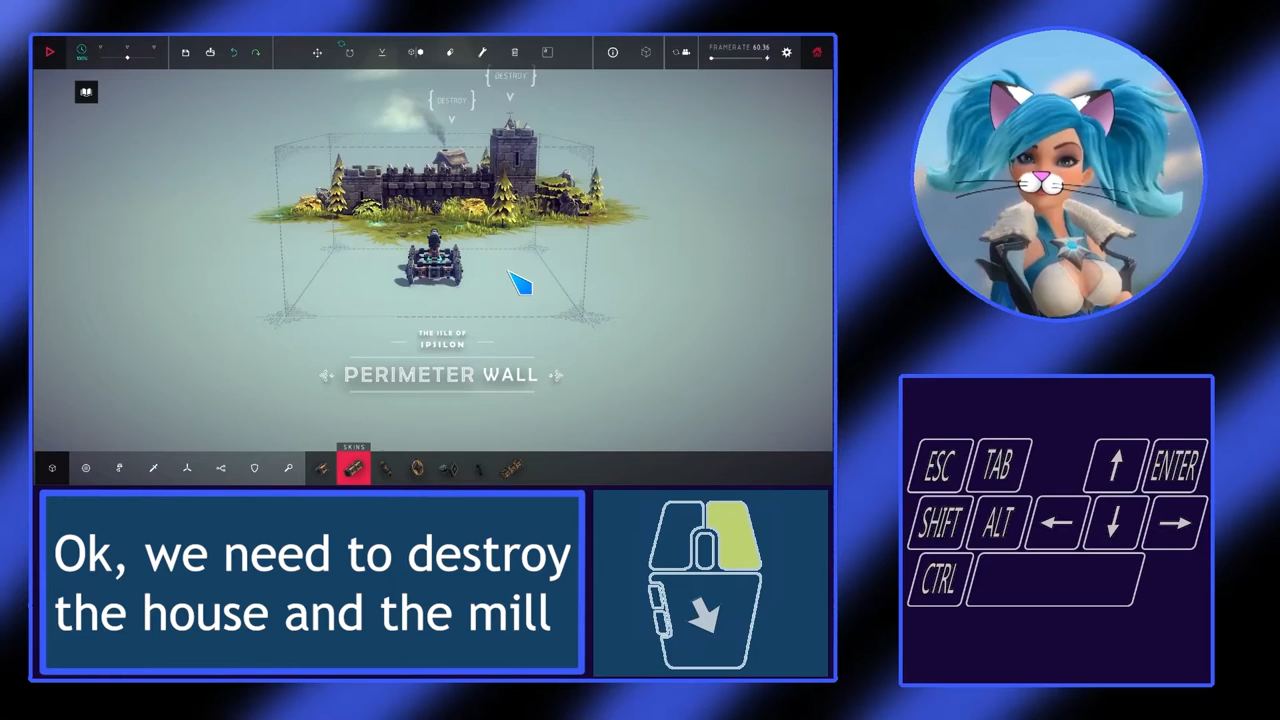 FRAMERATE 60.36
100%
DESTROY
DESTROY
THE ISLE OF
IPSILON
PERIMETER WALL
SKINS
Ok, we need to destroy
the house and the mill
ESC TAB ENTER
SHIFT ALT
CTRL